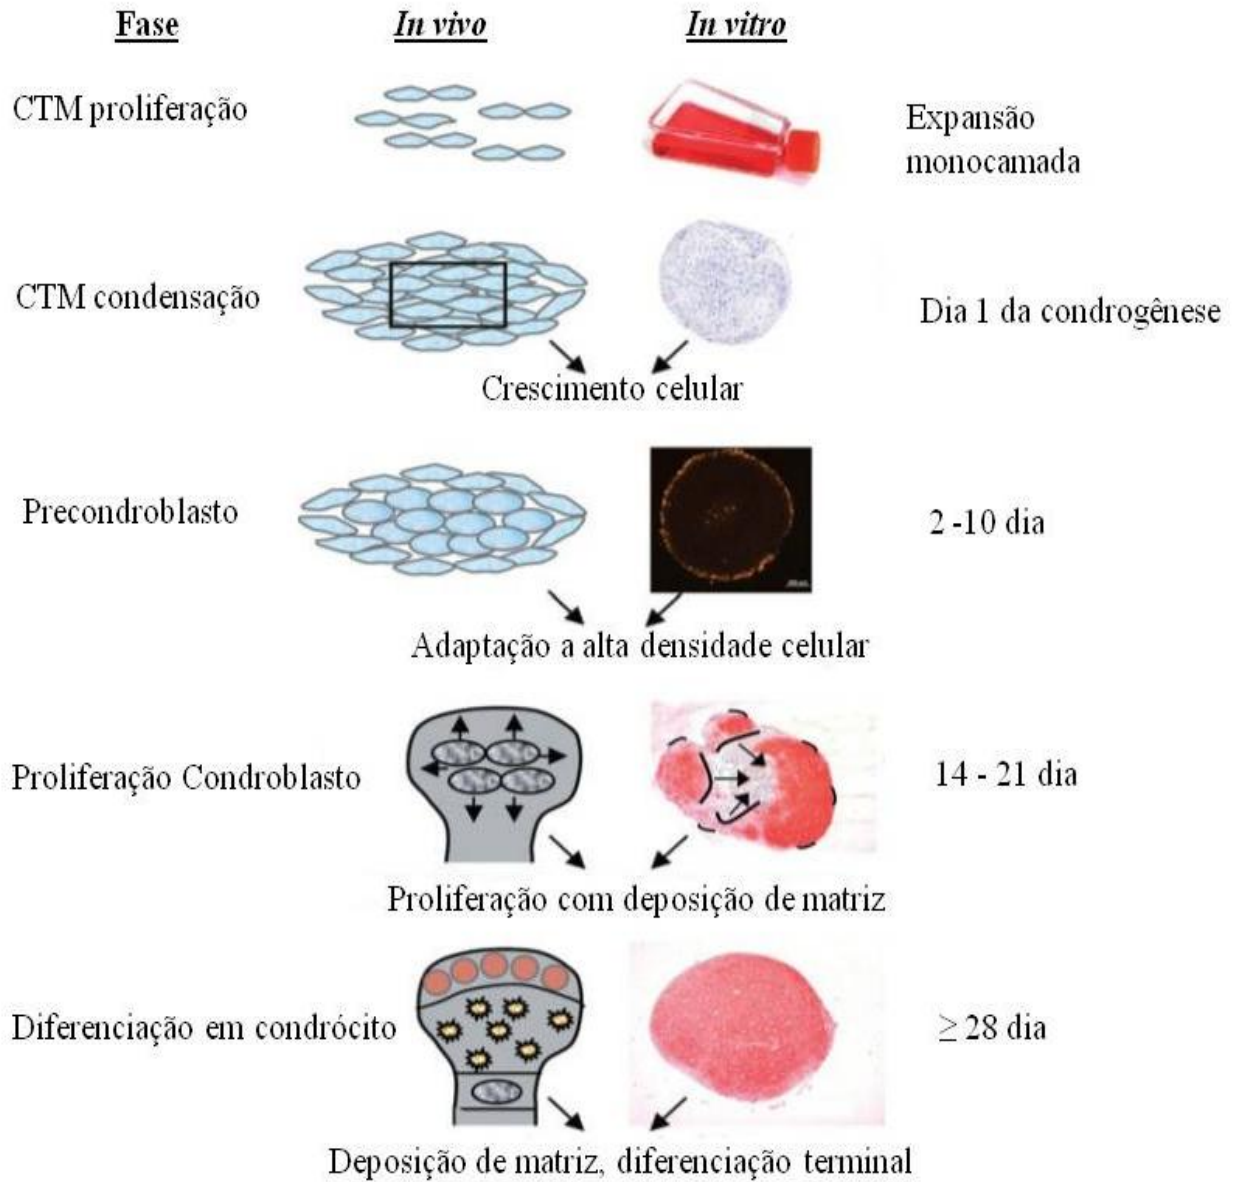 Fase In vivo In vitro
CTM proliferação
Expansão
monocamada
CTM condensação
Dia 1 da condrogênese
Crescimento celular
Precondroblasto
2 -10 dia
Adaptação a alta densidade celular
Proliferação Condroblasto
14 - 21 dia
Proliferação com deposição de matriz
Diferenciação em condrócito
≥ 28 dia
Deposição de matriz, diferenciação terminal